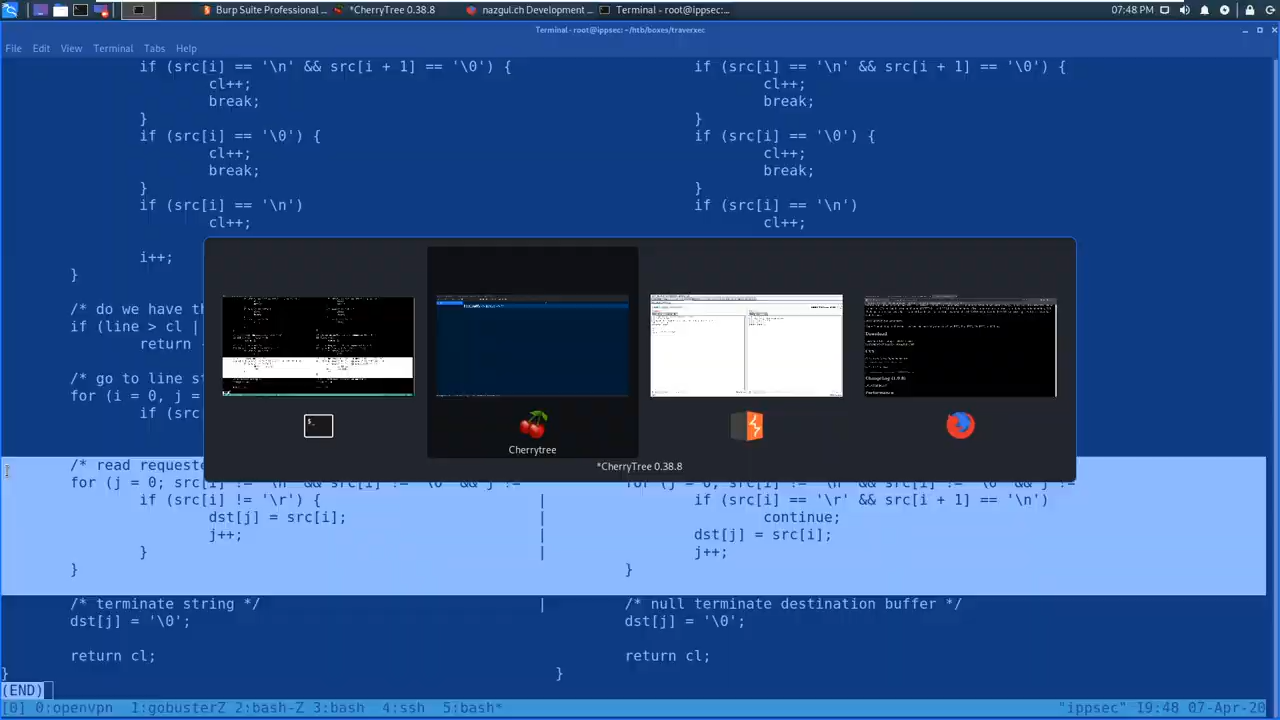 Burp Suite Professional ... *CherryTree 0.38.8 nazgul.ch Development ... Terminal - root@ippsec:... 07:48 PM
Terminal - root@ippsec: ~/htb/boxes/traverxec
File Edit View Terminal Tabs Help
if (src[i] == '\n' && src[i + 1] == '\0') { if (src[i] == '\n' && src[i + 1] == '\0') {
cl++; cl++;
break; break;
} }
if (src[i] == '\0') { if (src[i] == '\0') {
cl++; cl++;
break; break;
} }
if (src[i] == '\n') if (src[i] == '\n')
cl++; cl++;
i++;
}
/* do we have th
if (line > cl
return
/* go to line st
for (i = 0, j =
if (src
Cherrytree
*CherryTree 0.38.8
/* read requeste
for (j = 0; src[i] != '\n' && src[i] != '\0' && j != for (j = 0; src[i] != '\n' && src[i] != '\0' && j !=
if (src[i] != '\r') { | if (src[i] == '\r' && src[i + 1] == '\n')
dst[j] = src[i]; | continue;
j++; | dst[j] = src[i];
} | j++;
} }
/* terminate string */ | /* null terminate destination buffer */
dst[j] = '\0'; dst[j] = '\0';
return cl; return cl;
} }
(END)
[0] 0:openvpn 1:gobusterZ 2:bash-Z 3:bash 4:ssh 5:bash* "ippsec" 19:48 07-Apr-20